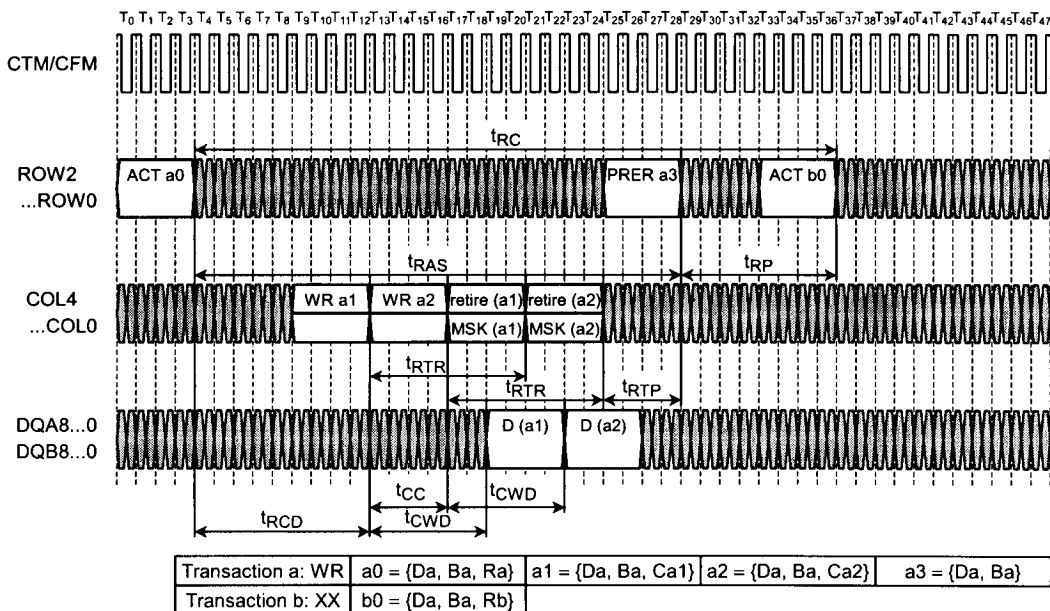 T0 T1 T2 T3 T4 T5 T6 T7 T8 T9 T10 T11 T12 T13 T14 T15 T16 T17 T18 T19 T20 T21 T22 T23 T24 T25 T26 T27 T28 T29 T30 T31 T32 T33 T34 T35 T36 T37 T38 T39 T40 T41 T42 T43 T44 T45 T46 T47
CTM/CFM
tRC
ROW2
...ROW0
ACT a0
PRER a3
ACT b0
tRAS
tRP
COL4
...COL0
WR a1
WR a2
retire (a1)
retire (a2)
MSK (a1)
MSK (a2)
tRTR
tRTR
tRTP
DQA8...0
DQB8...0
D (a1)
D (a2)
tCC
tCWD
tRCD
tCWD
Transaction a: WR a0 = {Da, Ba, Ra} a1 = {Da, Ba, Ca1} a2 = {Da, Ba, Ca2} a3 = {Da, Ba}
Transaction b: XX b0 = {Da, Ba, Rb}